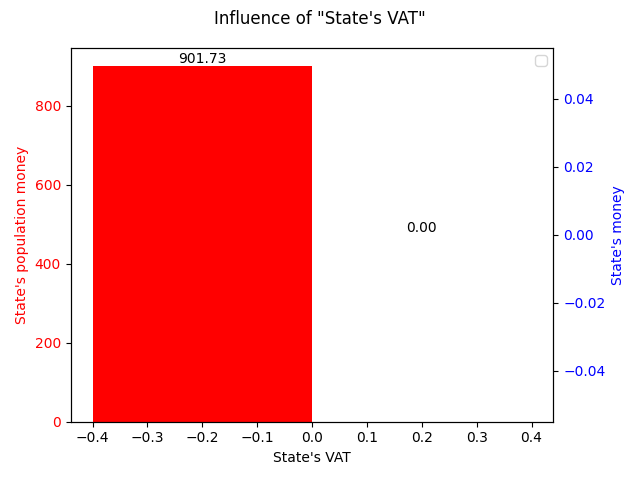 Influence of "State's VAT"
901.73
0.00
State's population money
800
600
400
200
0
0.04
0.02
0.00
−0.02
−0.04
State's money
−0.4 −0.3 −0.2 −0.1 0.0 0.1 0.2 0.3 0.4
State's VAT